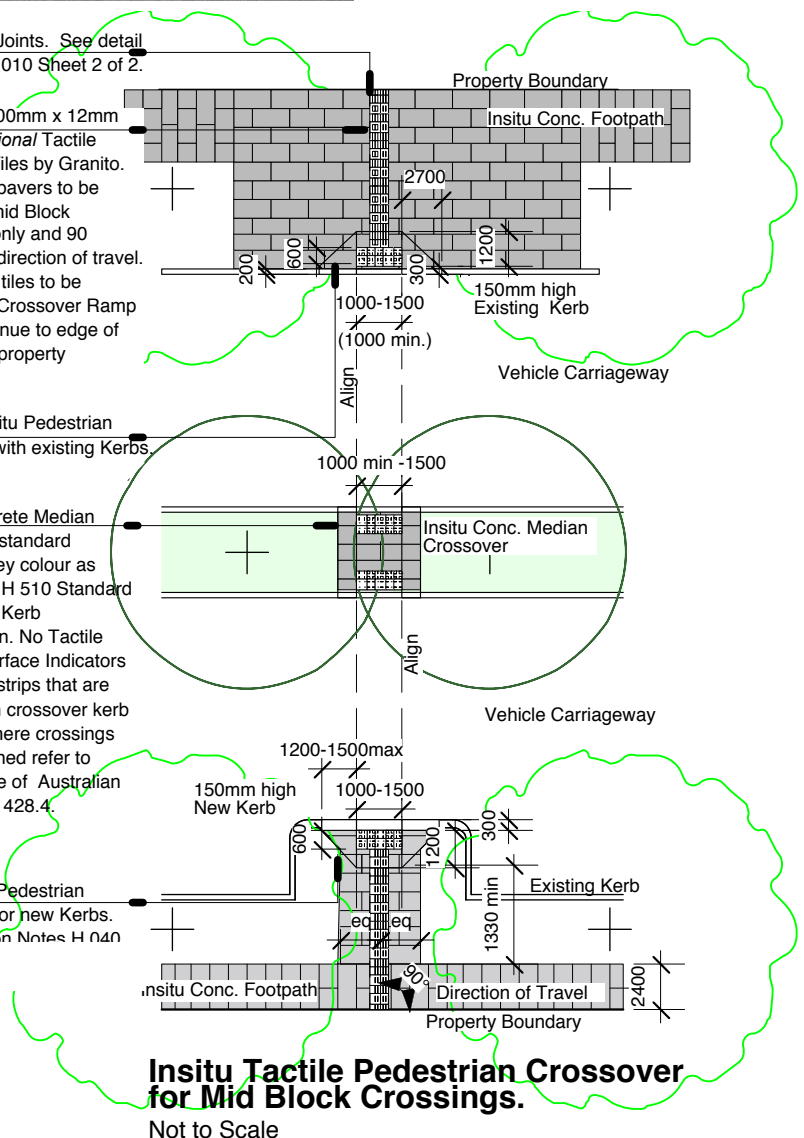 Joints. See detail
010 Sheet 2 of 2.
00mm x 12mm
ional Tactile
tiles by Granito.
pavers to be
mid Block
only and 90
direction of travel.
tiles to be
Crossover Ramp
nue to edge of
property
itu Pedestrian
with existing Kerbs.
rete Median
standard
ey colour as
H 510 Standard
Kerb
n. No Tactile
rface Indicators
strips that are
n crossover kerb
here crossings
ned refer to
e of Australian
428.4.
Pedestrian
or new Kerbs.
on Notes H 040
Property Boundary
Insitu Conc. Footpath
2700
200
600
300
1200
150mm high
Existing Kerb
1000-1500
(1000 min.)
Align
Vehicle Carriageway
1000 min -1500
Insitu Conc. Median
Crossover
Align
Vehicle Carriageway
1200-1500max
150mm high
New Kerb
1000-1500
600
1200
300
Existing Kerb
1330 min
eq
eq
90°
Insitu Conc. Footpath
Direction of Travel
2400
Property Boundary
Insitu Tactile Pedestrian Crossover
for Mid Block Crossings.
Not to Scale